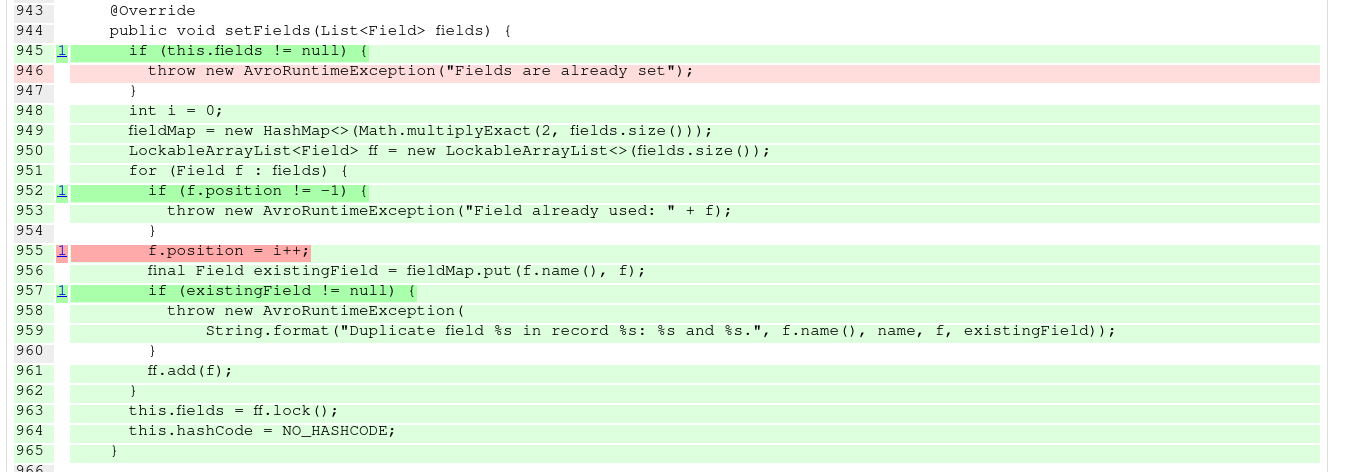 943 @Override
944 public void setFields(List<Field> fields) {
945 1 if (this.fields != null) {
946 throw new AvroRuntimeException("Fields are already set");
947 }
948 int i = 0;
949 fieldMap = new HashMap<>(Math.multiplyExact(2, fields.size()));
950 LockableArrayList<Field> ff = new LockableArrayList<>(fields.size());
951 for (Field f : fields) {
952 1 if (f.position != -1) {
953 throw new AvroRuntimeException("Field already used: " + f);
954 }
955 1 f.position = i++;
956 final Field existingField = fieldMap.put(f.name(), f);
957 1 if (existingField != null) {
958 throw new AvroRuntimeException(
959 String.format("Duplicate field %s in record %s: %s and %s.", f.name(), name, f, existingField));
960 }
961 ff.add(f);
962 }
963 this.fields = ff.lock();
964 this.hashCode = NO_HASHCODE;
965 }
966